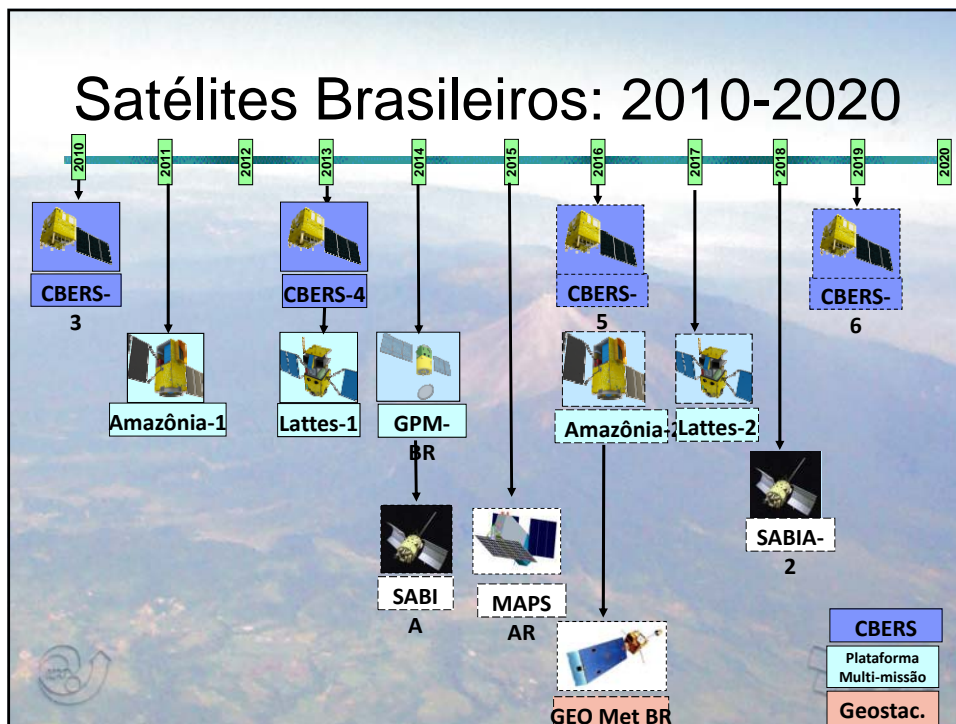 Satélites Brasileiros: 2010-2020
2010
2011
2012
2013
2014
2015
2016
2017
2018
2019
2020
CBERS-
3
CBERS-4
CBERS-
5
CBERS-
6
Amazônia-1
Lattes-1
GPM-
BR
Amazônia-2
Lattes-2
SABI
A
MAPS
AR
SABIA-
2
GEO Met BR
CBERS
Plataforma
Multi-missão
Geostac.